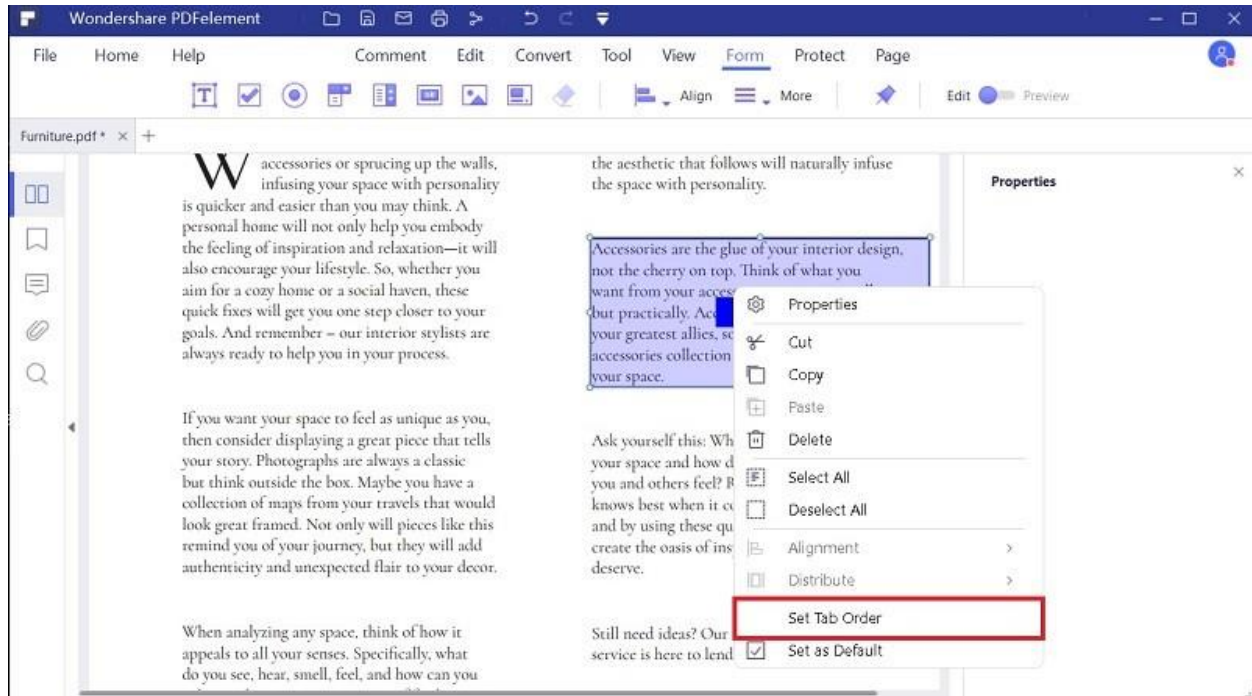 Wondershare PDFelement
File Home Help Comment Edit Convert Tool View Form Protect Page
T Align More Edit Preview
Furniture.pdf * × +
W accessories or sprucing up the walls,
infusing your space with personality
is quicker and easier than you may think. A
personal home will not only help you embody
the feeling of inspiration and relaxation—it will
also encourage your lifestyle. So, whether you
aim for a cozy home or a social haven, these
quick fixes will get you one step closer to your
goals. And remember – our interior stylists are
always ready to help you in your process.
If you want your space to feel as unique as you,
then consider displaying a great piece that tells
your story. Photographs are always a classic
but think outside the box. Maybe you have a
collection of maps from your travels that would
look great framed. Not only will pieces like this
remind you of your journey, but they will add
authenticity and unexpected flair to your decor.
When analyzing any space, think of how it
appeals to all your senses. Specifically, what
do you see, hear, smell, feel, and how can you
the aesthetic that follows will naturally infuse
the space with personality.
Accessories are the glue of your interior design,
not the cherry on top. Think of what you
want from your
but practically.
your greatest allies,
accessories collection
your space.
Ask yourself this:
your space and how
you and others feel?
knows best when it
and by using these
create the oasis of
deserve.
Still need ideas? Our
service is here to lend
Properties
Cut
Copy
Paste
Delete
Select All
Deselect All
Alignment
Distribute
Set Tab Order
Set as Default
Properties